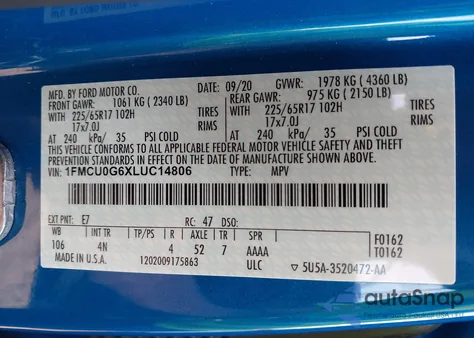 MFD. BY FORD MOTOR CO. 09/20 GVWR: 1978 KG ( 4360 LB)
FRONT GAWR: 1061 KG ( 2340 LB) REAR GAWR: 975 KG ( 2150 LB)
WITH 225/65R17 102H TIRES WITH 225/65R17 102H TIRES
17x7.0J RIMS 17x7.0J RIMS
AT 240 kPa/ 35 PSI COLD AT 240 kPa/ 35 PSI COLD
THIS VEHICLE CONFORMS TO ALL APPLICABLE FEDERAL MOTOR VEHICLE SAFETY AND THEFT PREVENTION STANDARDS IN EFFECT ON THE DATE OF MANUFACTURE SHOWN ABOVE.
VIN: 1FMCU0G6XLUC14806 TYPE: MPV
EXT PNT: E7 RC: 47 DSO:
WB INT TR TP/PS R AXLE TR SPR F0162
106 4N 4 52 7 AAAA T0162
MADE IN U.S.A. 1202009175863 ULC 5U5A-3520472-AA
autoSnap